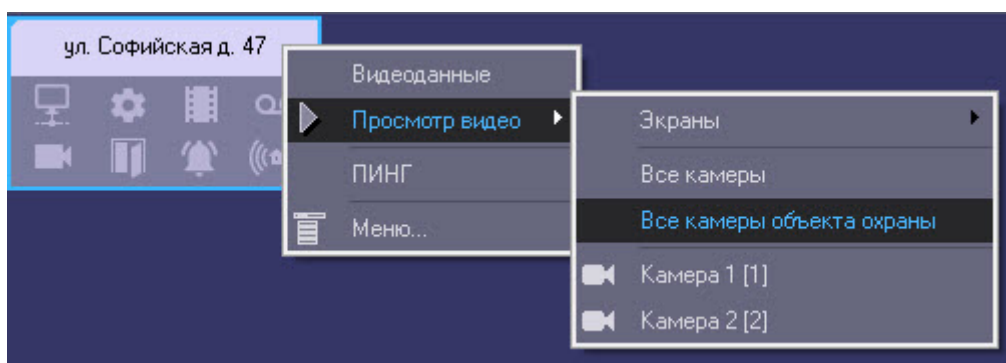 ул. Софийская д. 47
Видеоданные
Просмотр видео
ПИНГ
Меню...
Экраны
Все камеры
Все камеры объекта охраны
Камера 1 [1]
Камера 2 [2]